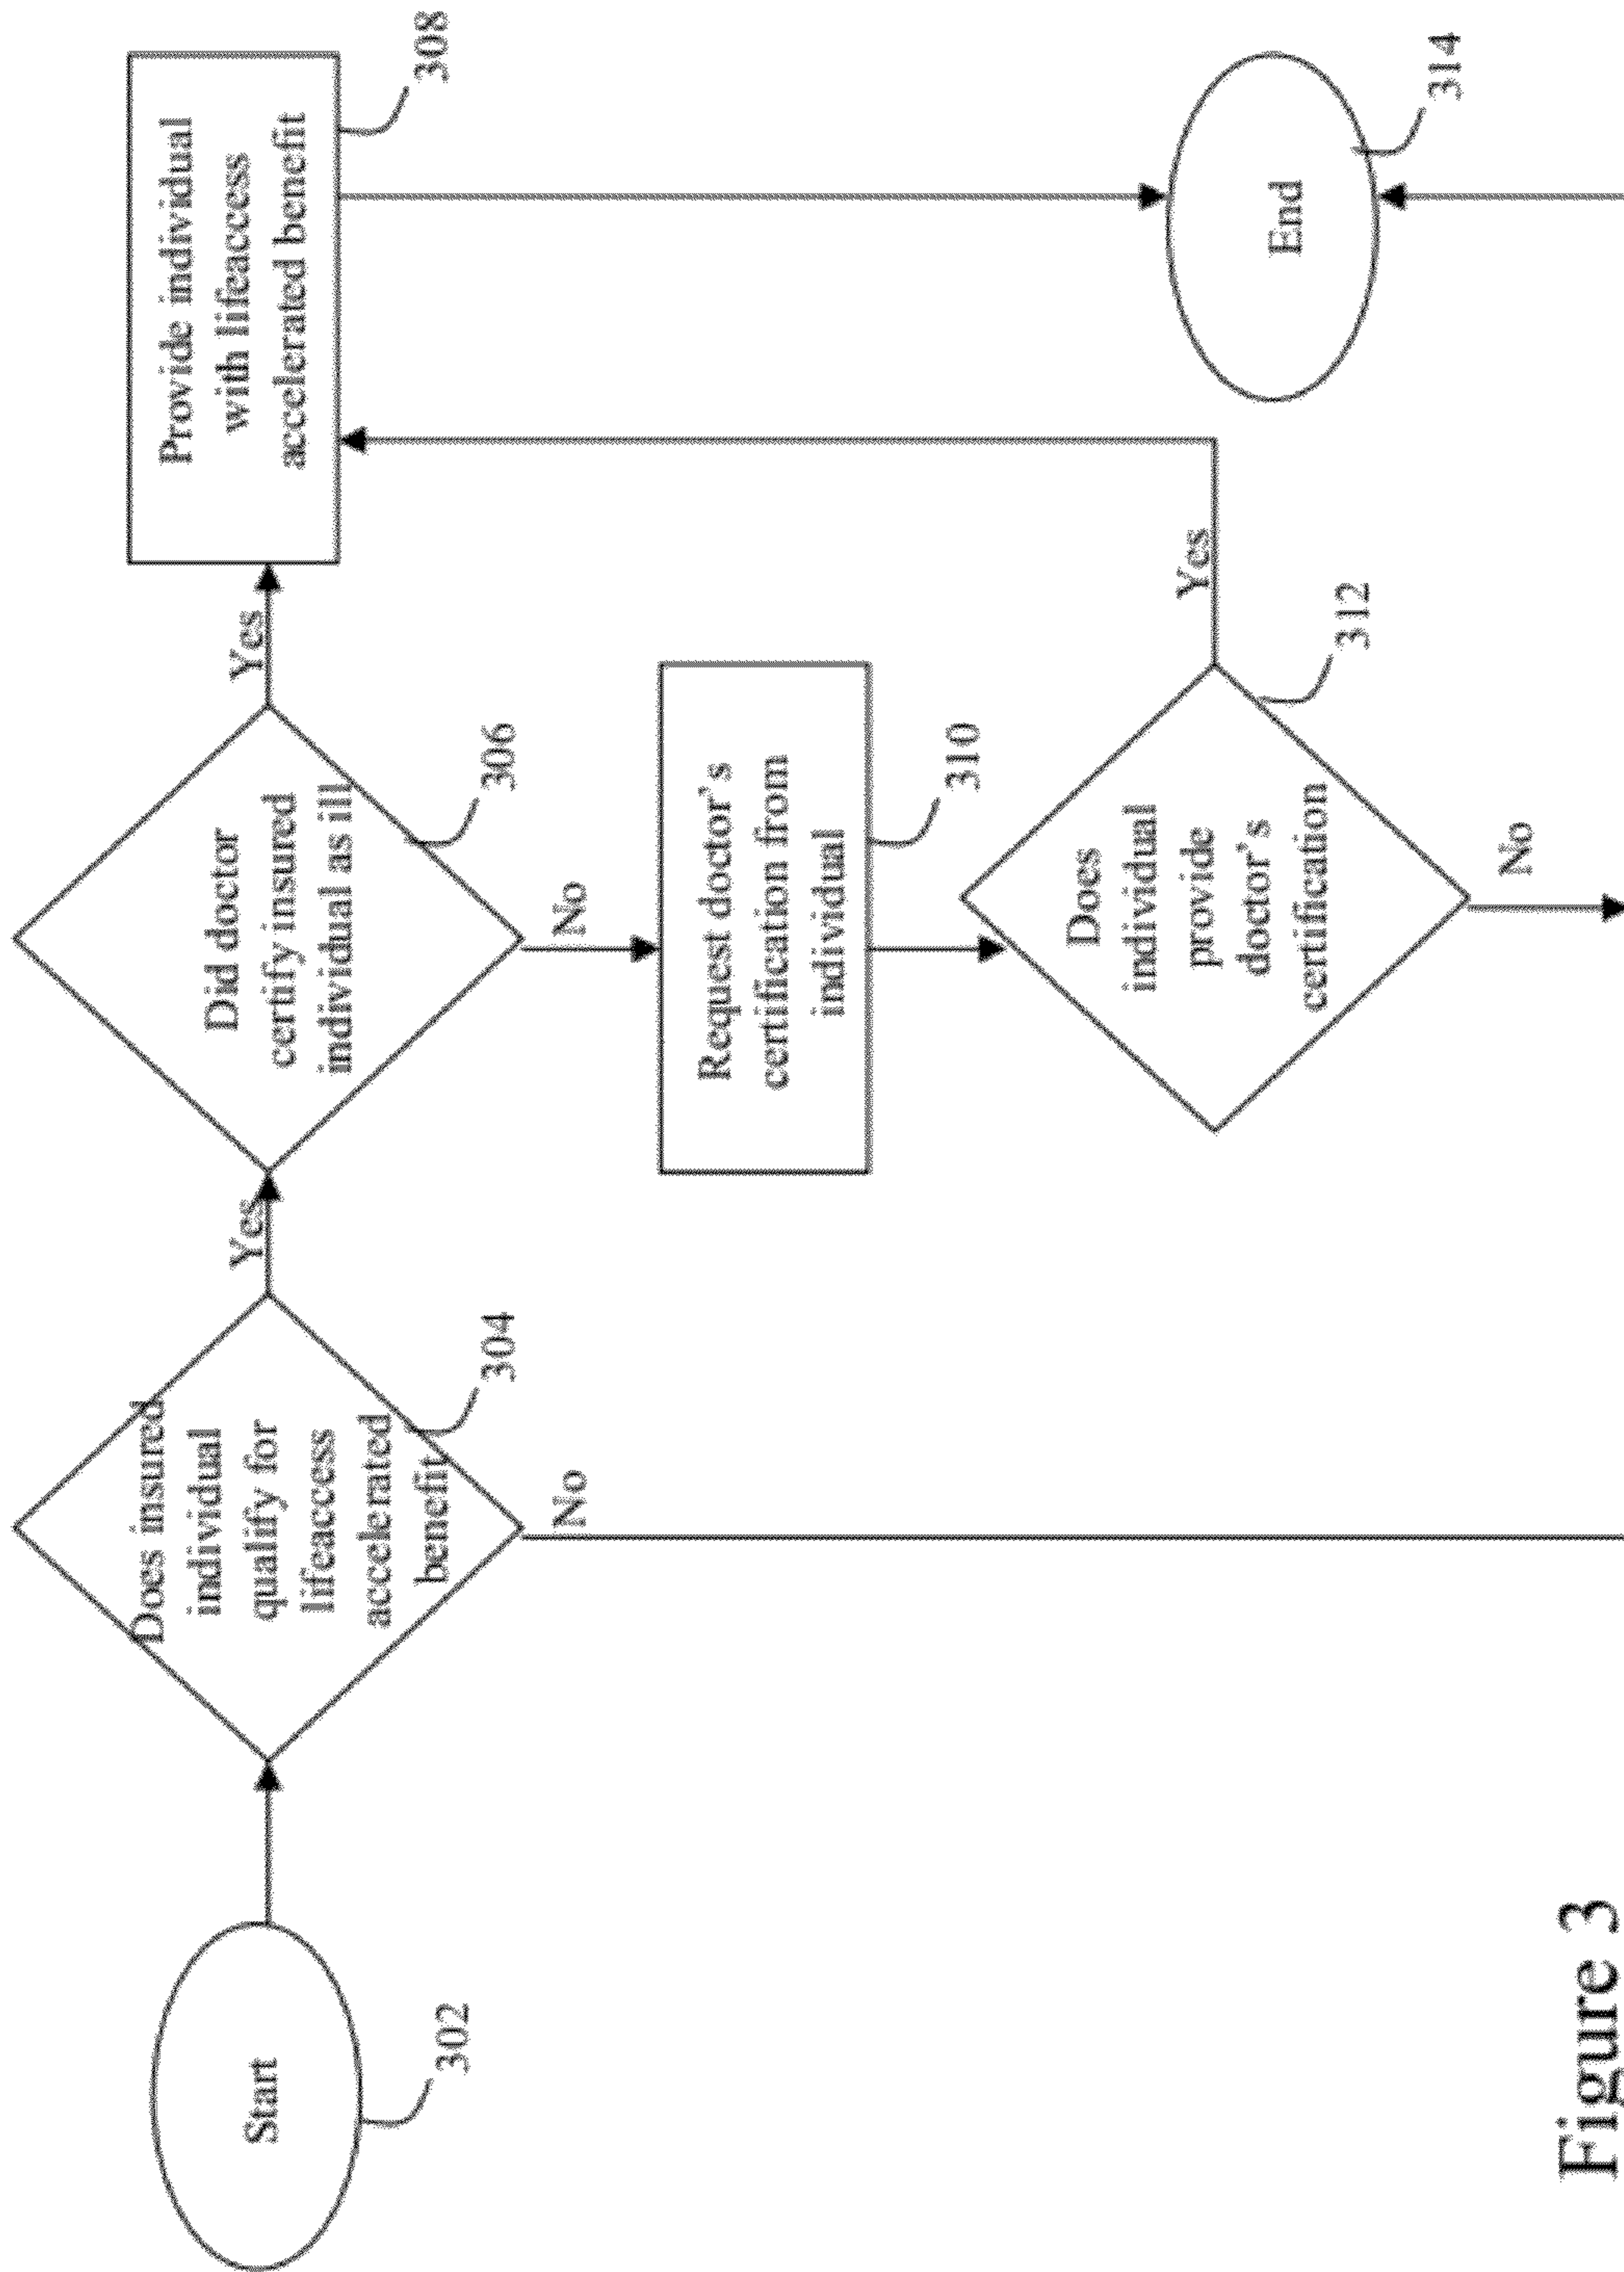 Start
302
Does insured
individual
qualify for
lifeaccess
accelerated
benefit
304
Yes
No
Did doctor
certify insured
individual as ill
306
Yes
No
Provide individual
with lifeaccess
accelerated benefit
308
Request doctor's
certification from
individual
310
Does
individual
provide
doctor's
certification
312
Yes
No
End
314
Figure 3